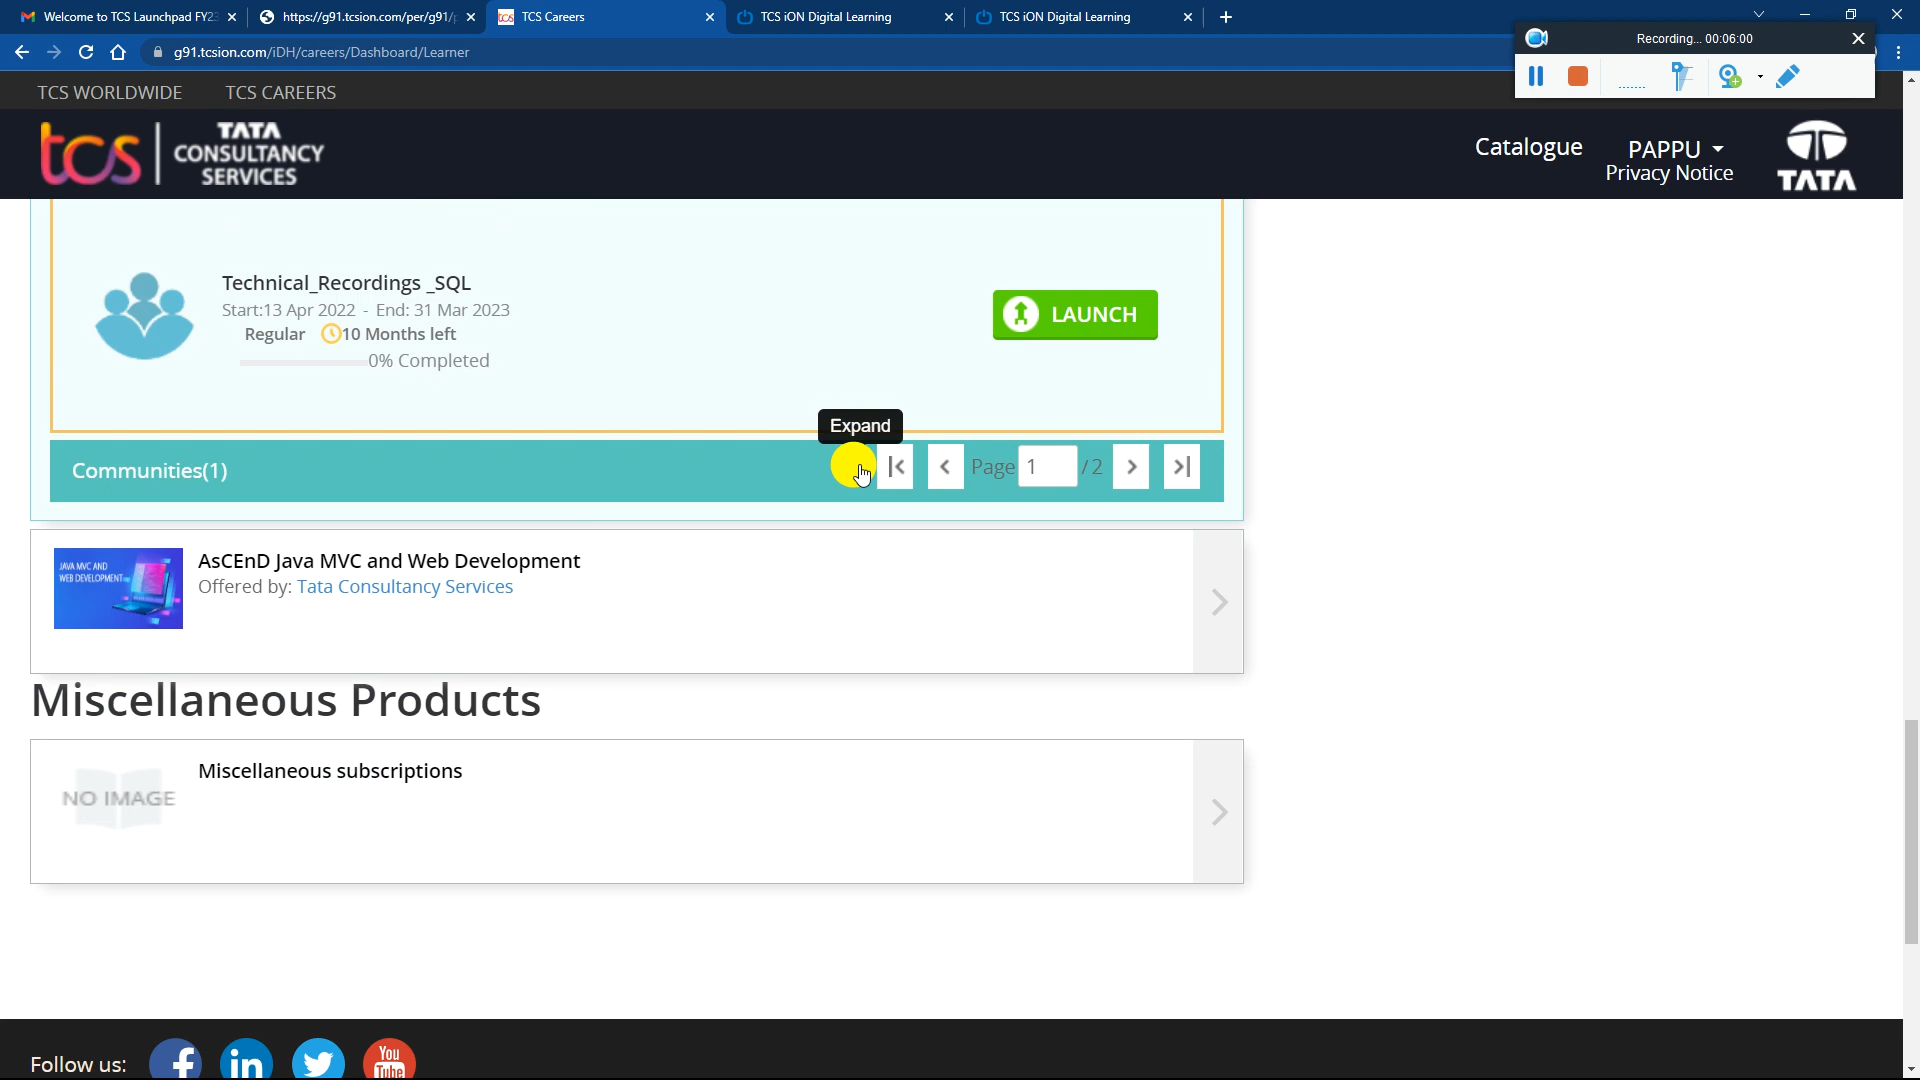 Welcome to TCS Launchpad FY23
https://g91.tcsion.com/per/g91/
TCS Careers
TCS iON Digital Learning
TCS iON Digital Learning
g91.tcsion.com/iDH/careers/Dashboard/Learner
Recording... 00:06:00
TCS WORLDWIDE
TCS CAREERS
tcs
TATA
CONSULTANCY
SERVICES
Catalogue
PAPPU
Privacy Notice
TATA
Technical_Recordings _SQL
Start:13 Apr 2022 - End: 31 Mar 2023
Regular 10 Months left
0% Completed
LAUNCH
Expand
Communities(1)
Page 1 / 2
JAVA MVC AND
WEB DEVELOPMENT
AsCEnD Java MVC and Web Development
Offered by: Tata Consultancy Services
Miscellaneous Products
NO IMAGE
Miscellaneous subscriptions
Follow us:
f
in
You
Tube